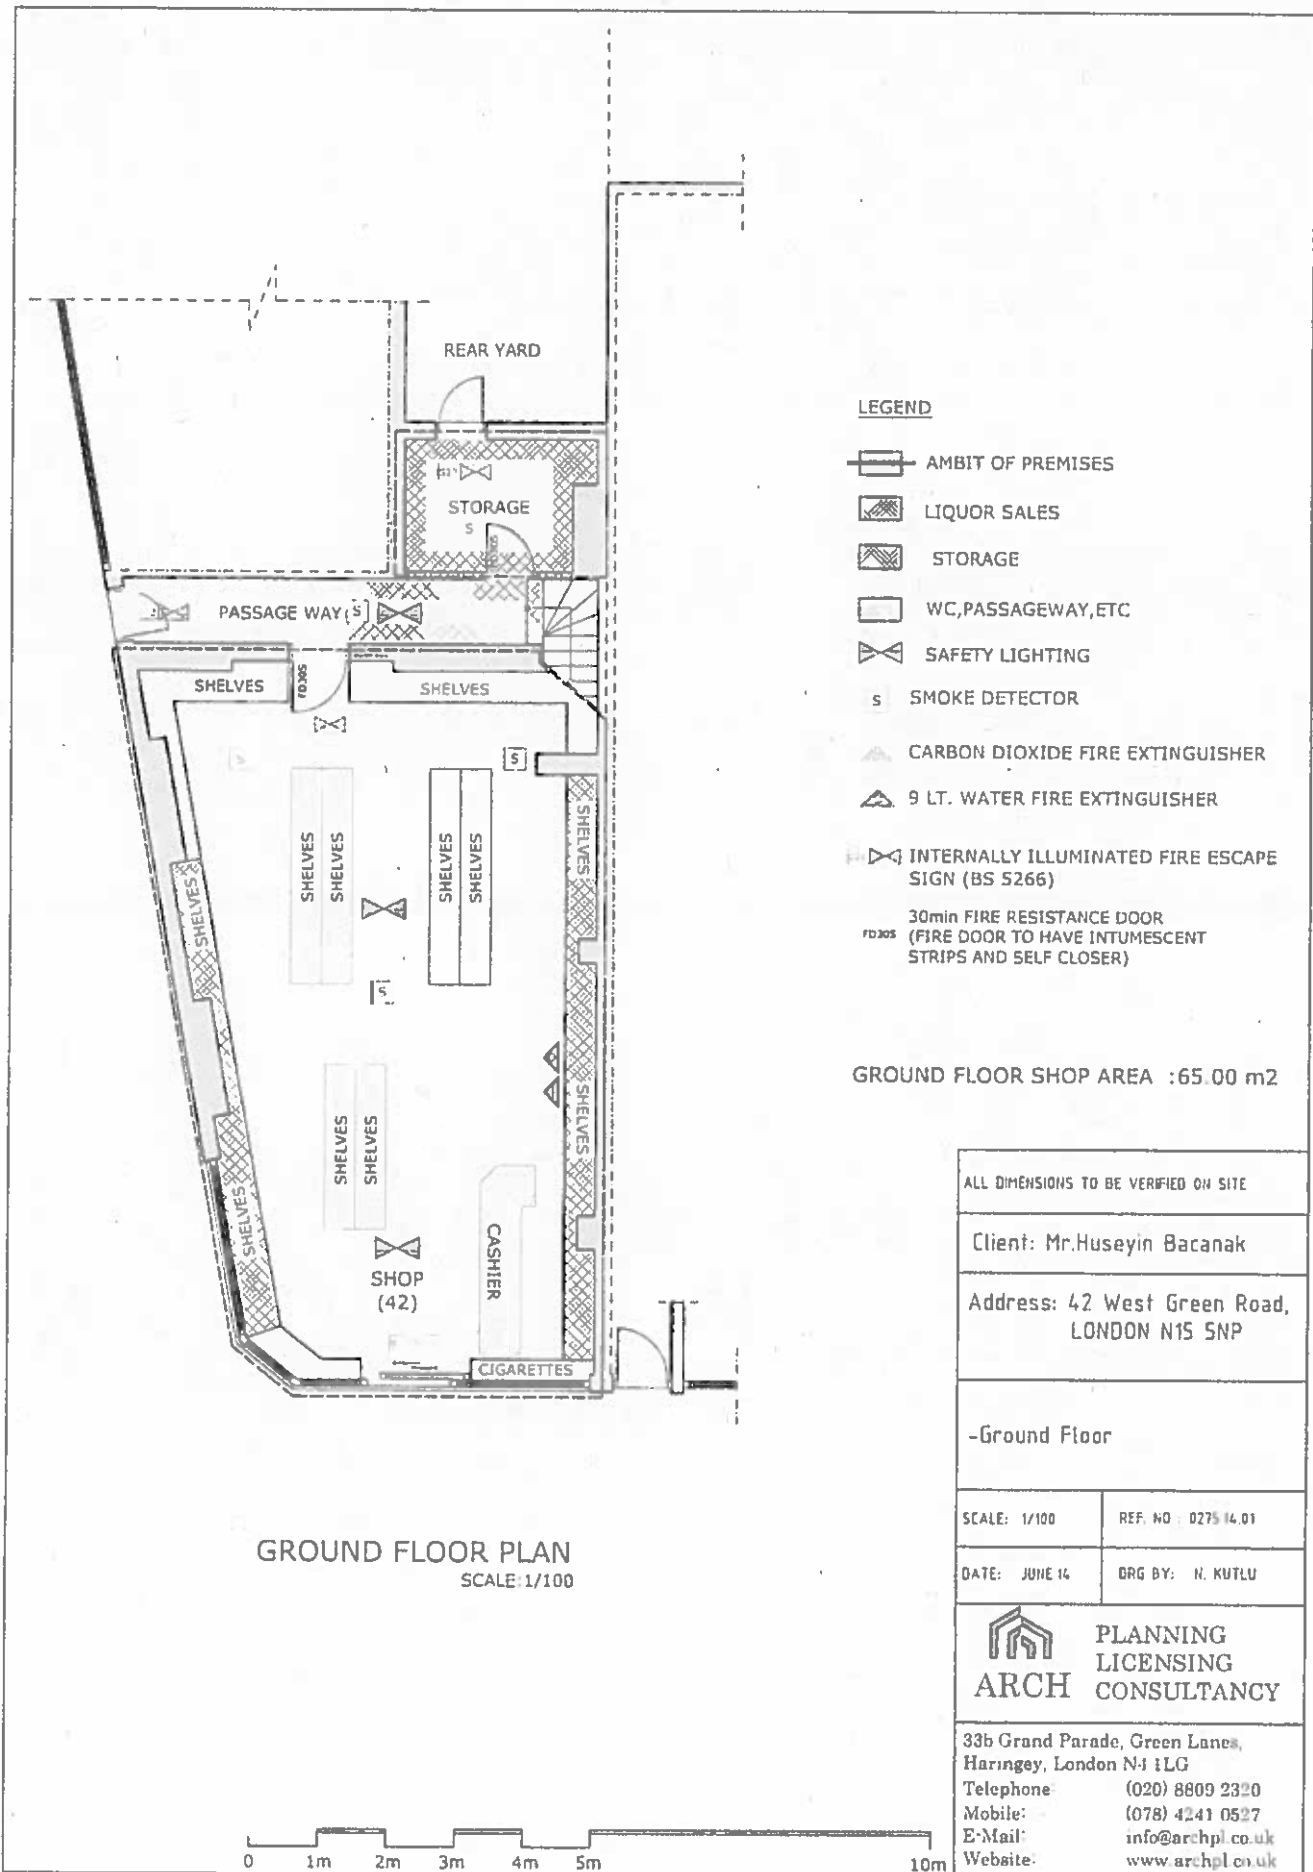 REAR YARD
STORAGE
S
FD30S
PASSAGE WAY
S
SHELVES
FD30S
SHELVES
S
S
SHELVES
SHELVES
SHELVES
SHELVES
SHELVES
SHELVES
S
SHELVES
SHELVES
SHELVES
SHELVES
CASHIER
SHOP
(42)
CIGARETTES
GROUND FLOOR PLAN
SCALE:1/100
0 1m 2m 3m 4m 5m 10m
LEGEND
AMBIT OF PREMISES
LIQUOR SALES
STORAGE
WC,PASSAGEWAY,ETC
SAFETY LIGHTING
S SMOKE DETECTOR
CARBON DIOXIDE FIRE EXTINGUISHER
9 LT. WATER FIRE EXTINGUISHER
INTERNALLY ILLUMINATED FIRE ESCAPE
SIGN (BS 5266)
30min FIRE RESISTANCE DOOR
FD30S (FIRE DOOR TO HAVE INTUMESCENT
STRIPS AND SELF CLOSER)
GROUND FLOOR SHOP AREA :65.00 m2
ALL DIMENSIONS TO BE VERIFIED ON SITE
Client: Mr.Huseyin Bacanak
Address: 42 West Green Road,
LONDON N15 5NP
-Ground Floor
SCALE: 1/100 REF. NO : 0275 14.01
DATE: JUNE 14 DRG BY: N. KUTLU
ARCH
PLANNING
LICENSING
CONSULTANCY
33b Grand Parade, Green Lanes,
Haringey, London N4 1LG
Telephone: (020) 8809 2320
Mobile: (078) 4241 0527
E-Mail: info@archpl.co.uk
Website: www.archpl.co.uk